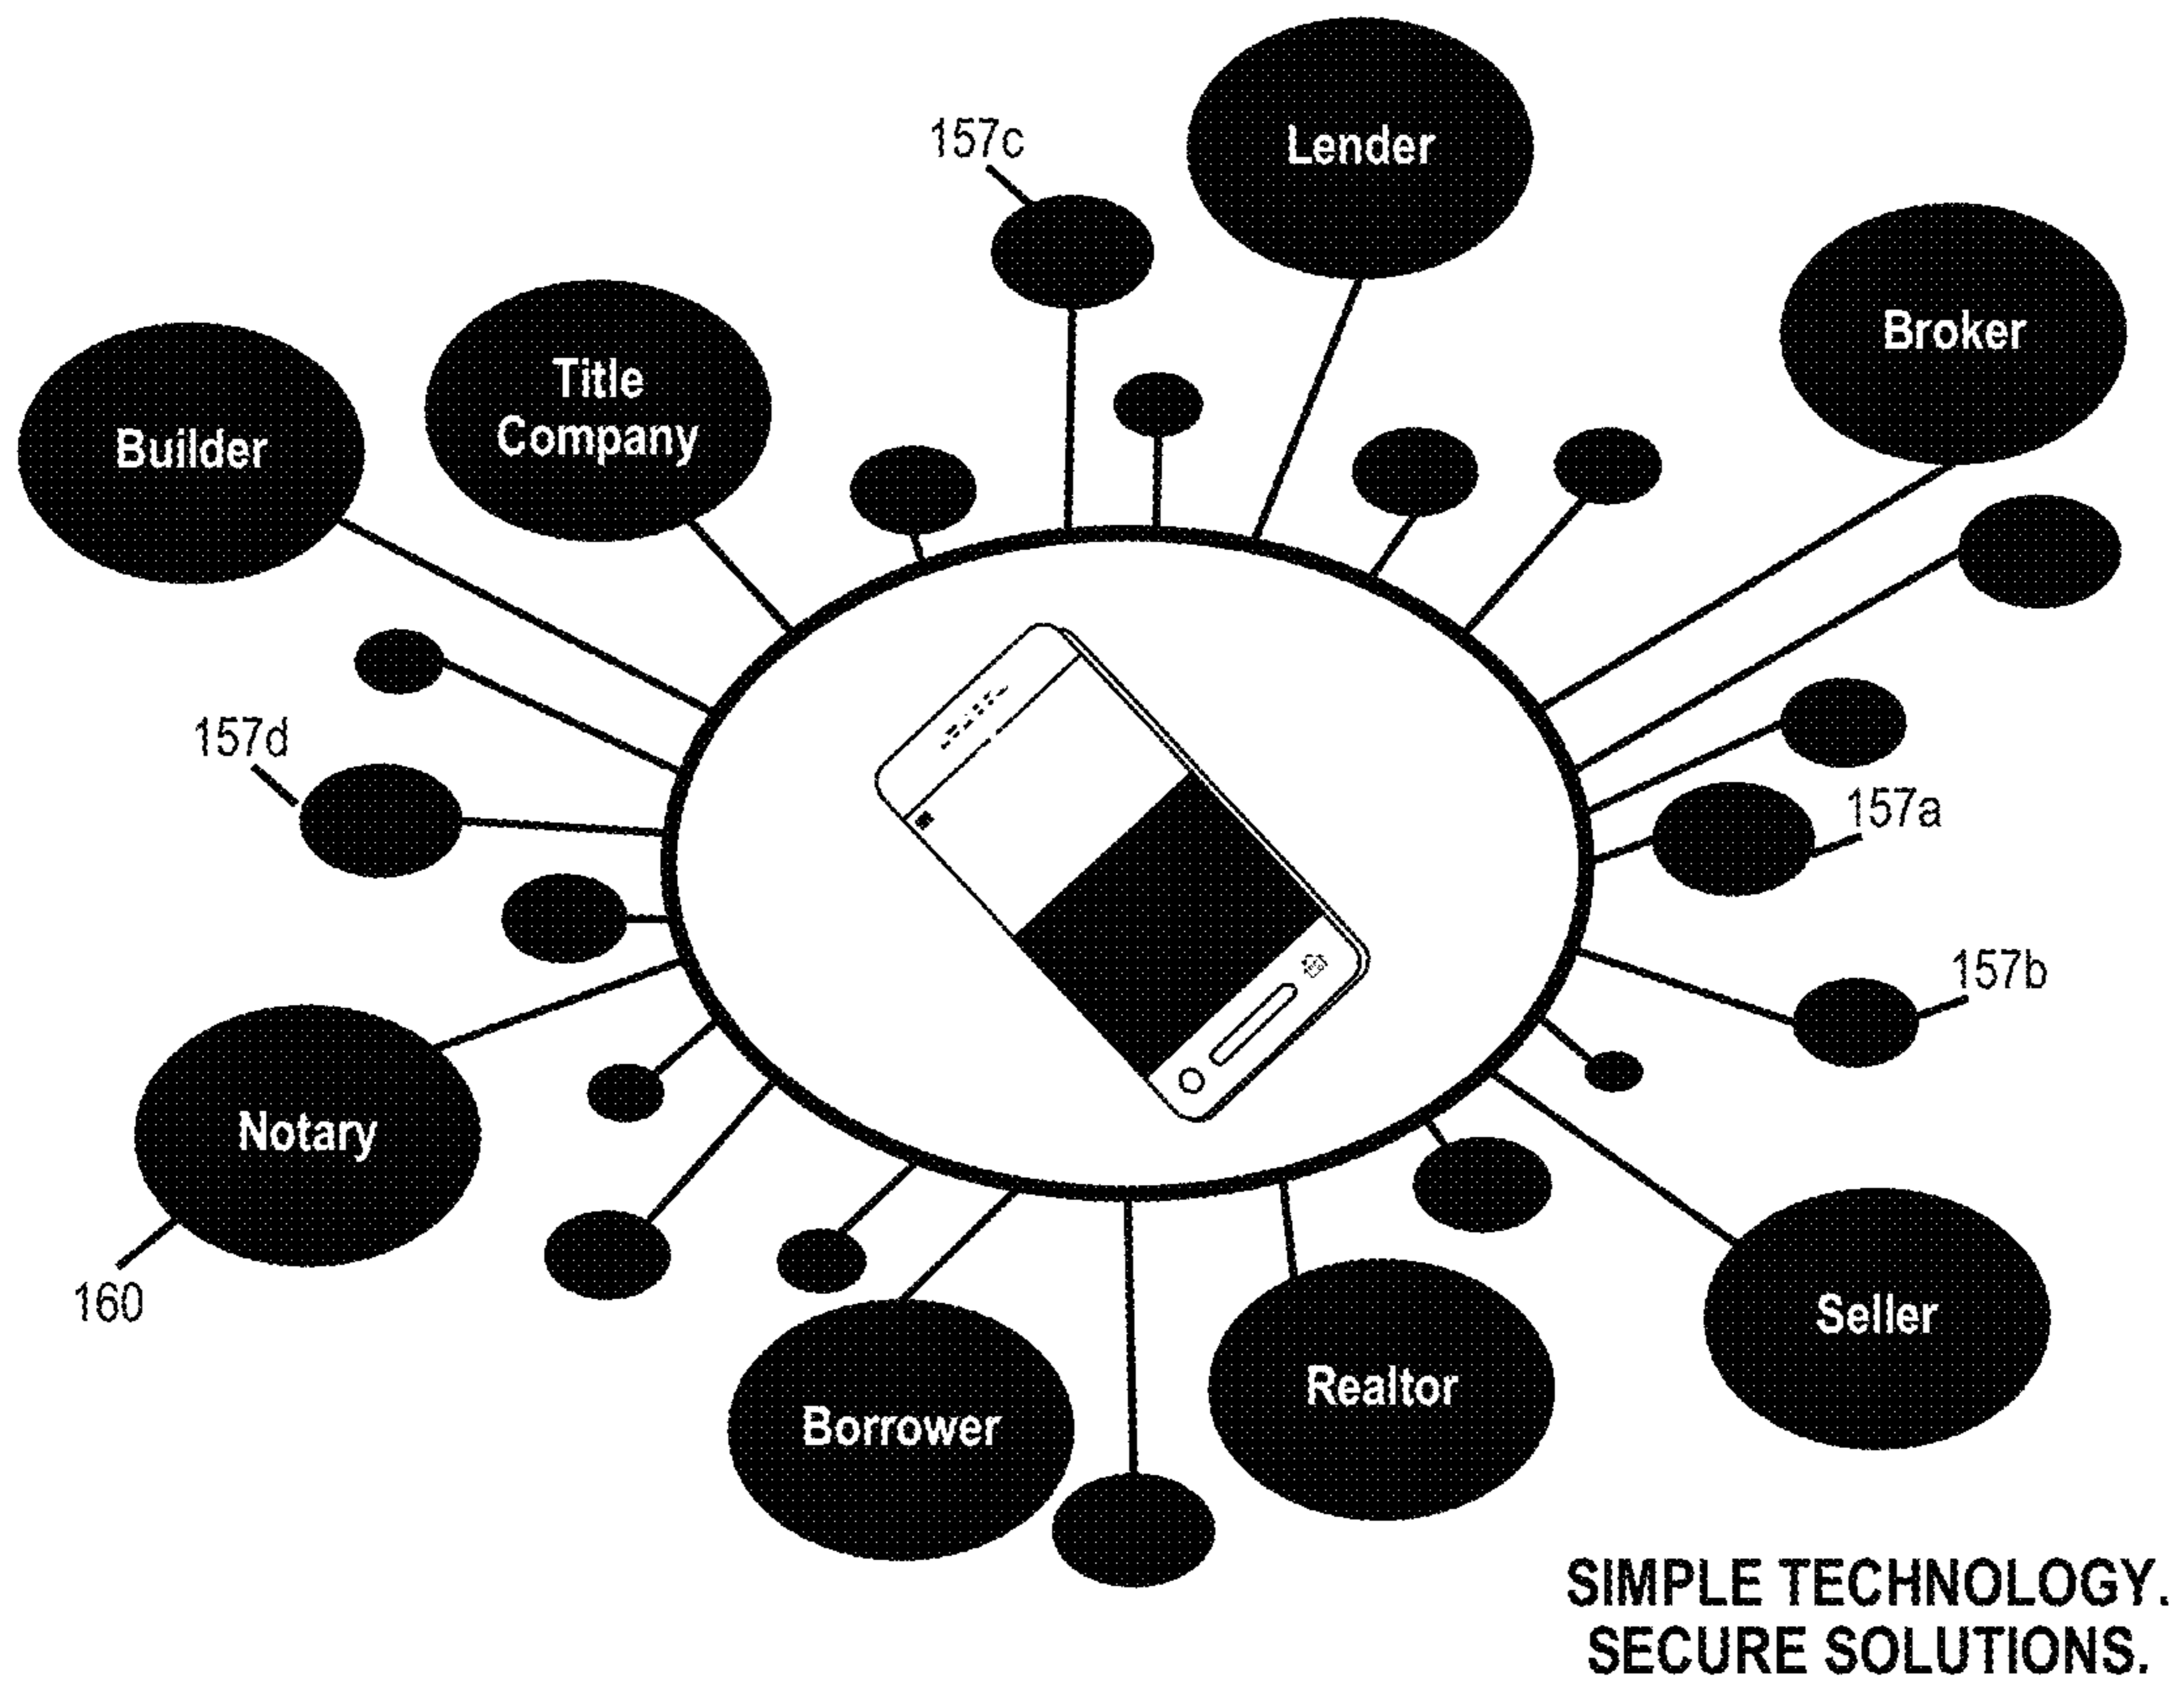 157c
Lender
Broker
Title
Company
Builder
157d
157a
157b
Notary
160
Seller
Realtor
Borrower
SIMPLE TECHNOLOGY.
SECURE SOLUTIONS.